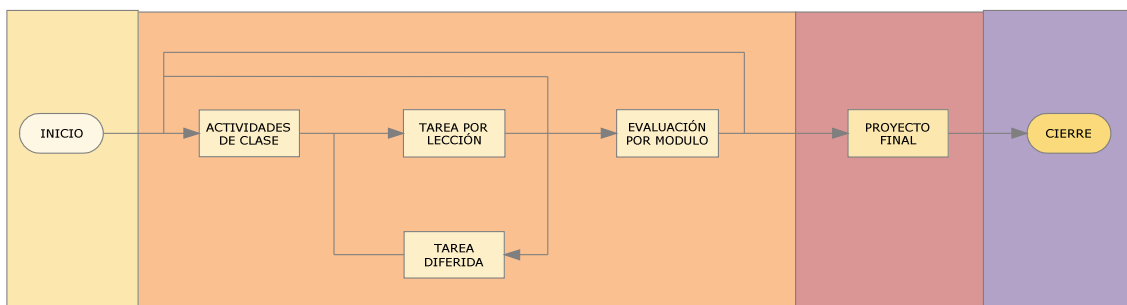 INICIO
ACTIVIDADES
DE CLASE
TAREA POR
LECCIÓN
EVALUACIÓN
POR MODULO
PROYECTO
FINAL
CIERRE
TAREA
DIFERIDA